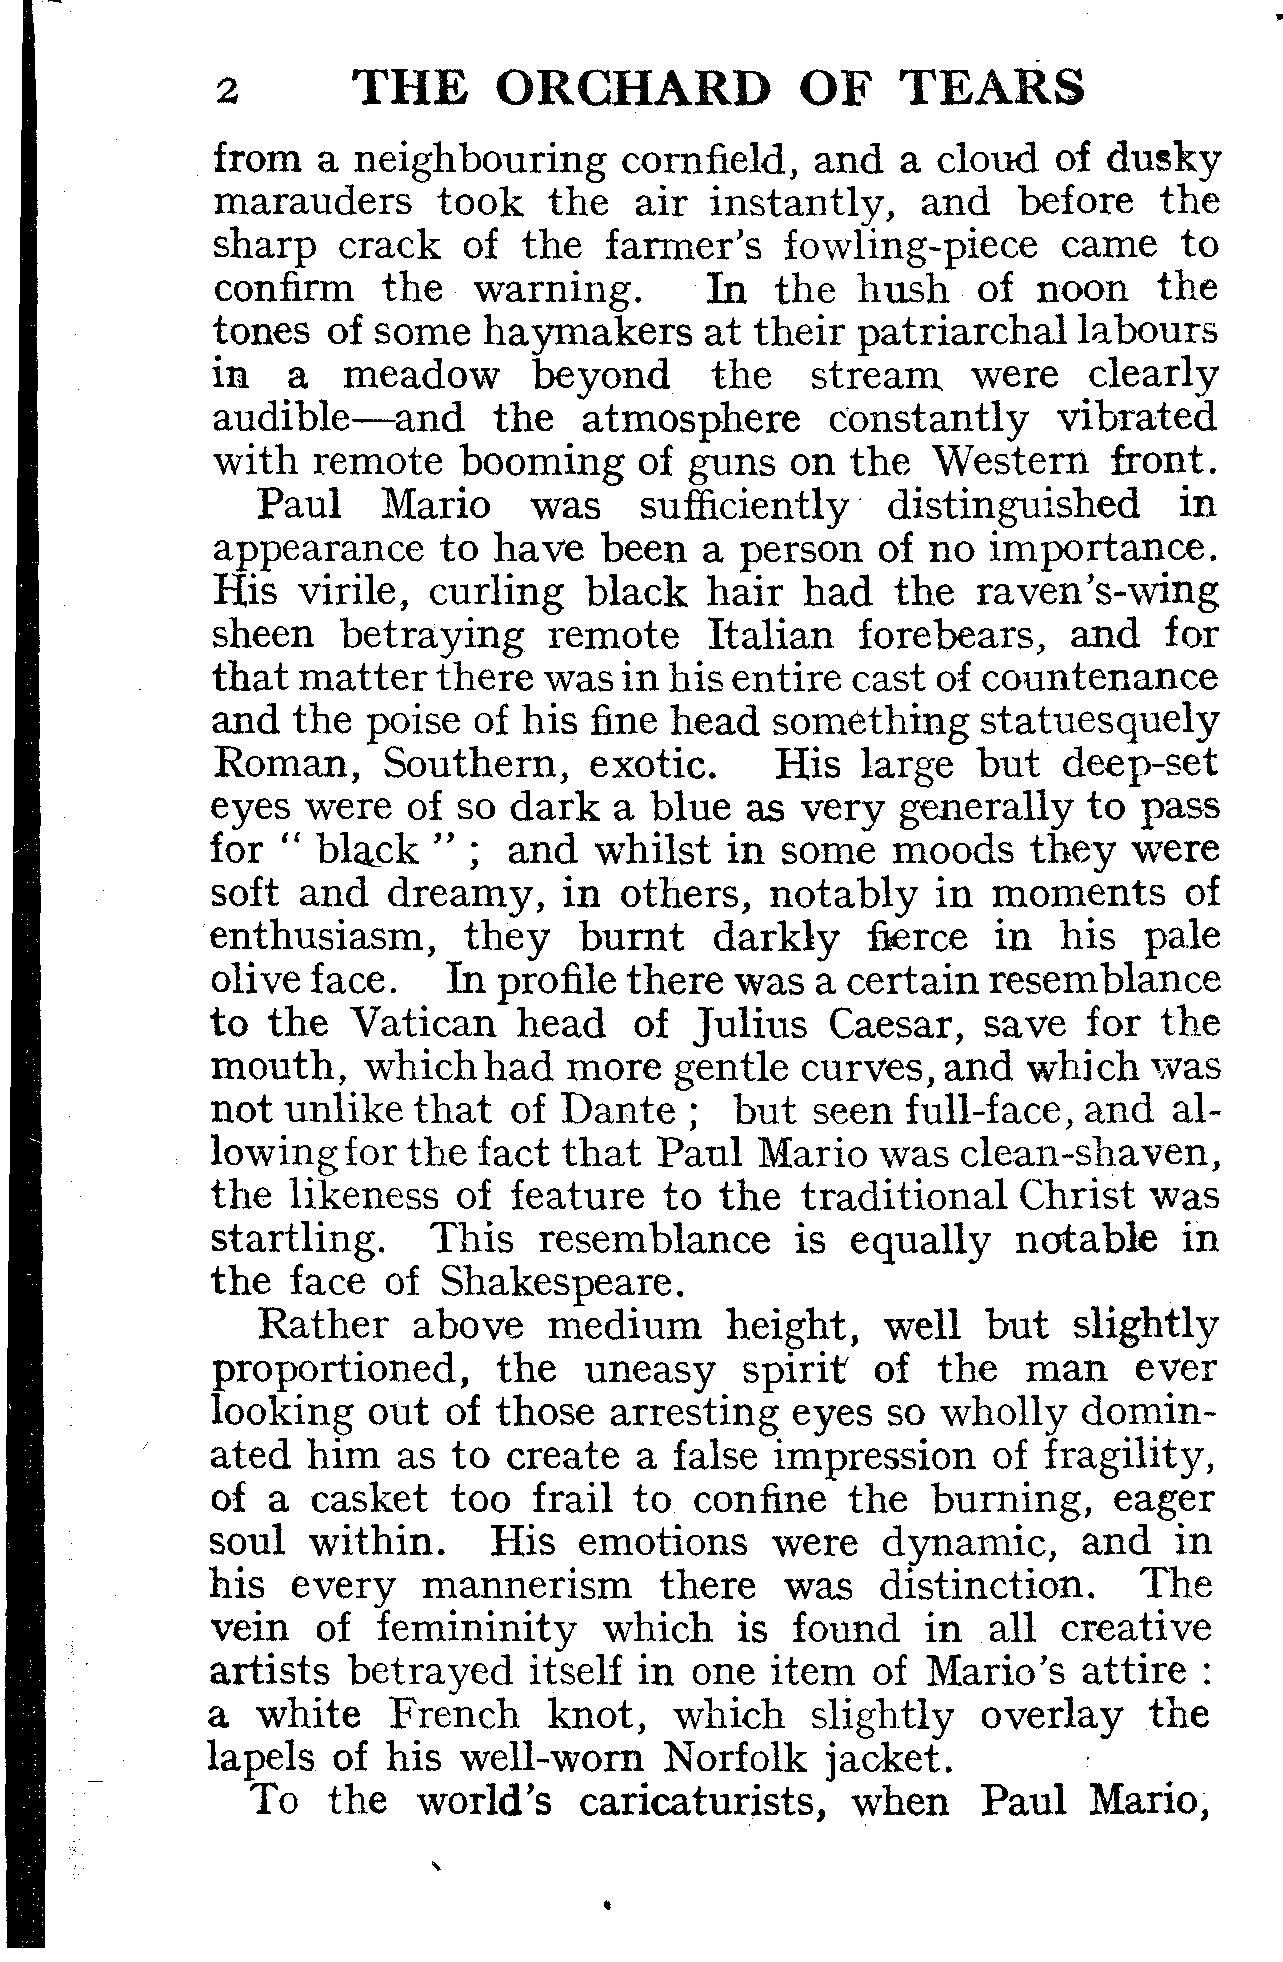 2 THE ORCHARD OF TEARS
from a neighbouring cornfield, and a cloud of dusky
marauders took the air instantly, and before the
sharp crack of the farmer's fowling-piece came to
confirm the warning. In the hush of noon the
tones of some haymakers at their patriarchal labours
in a meadow beyond the stream were clearly
audible—and the atmosphere constantly vibrated
with remote booming of guns on the Western front.
Paul Mario was sufficiently distinguished in
appearance to have been a person of no importance.
His virile, curling black hair had the raven's-wing
sheen betraying remote Italian forebears, and for
that matter there was in his entire cast of countenance
and the poise of his fine head something statuesquely
Roman, Southern, exotic. His large but deep-set
eyes were of so dark a blue as very generally to pass
for " black " ; and whilst in some moods they were
soft and dreamy, in others, notably in moments of
enthusiasm, they burnt darkly fierce in his pale
olive face. In profile there was a certain resemblance
to the Vatican head of Julius Caesar, save for the
mouth, which had more gentle curves, and which was
not unlike that of Dante ; but seen full-face, and al-
lowing for the fact that Paul Mario was clean-shaven,
the likeness of feature to the traditional Christ was
startling. This resemblance is equally notable in
the face of Shakespeare.
Rather above medium height, well but slightly
proportioned, the uneasy spirit of the man ever
looking out of those arresting eyes so wholly domin-
ated him as to create a false impression of fragility,
of a casket too frail to confine the burning, eager
soul within. His emotions were dynamic, and in
his every mannerism there was distinction. The
vein of femininity which is found in all creative
artists betrayed itself in one item of Mario's attire :
a white French knot, which slightly overlay the
lapels of his well-worn Norfolk jacket.
To the world's caricaturists, when Paul Mario,